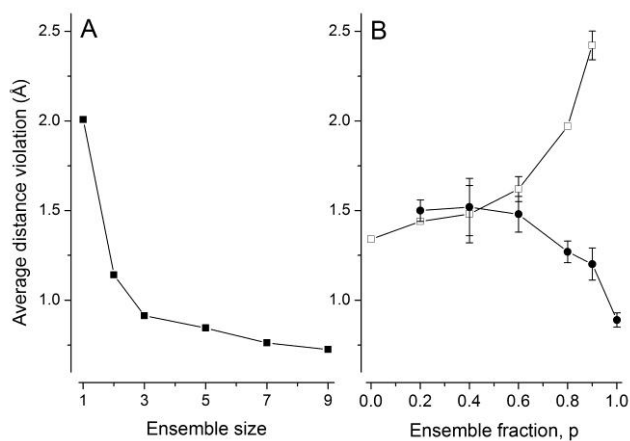 A
B
Average distance violation (Å)
2.5
2.0
1.5
1.0
1 3 5 7 9
Ensemble size
2.5
2.0
1.5
1.0
0.0 0.2 0.4 0.6 0.8 1.0
Ensemble fraction, p